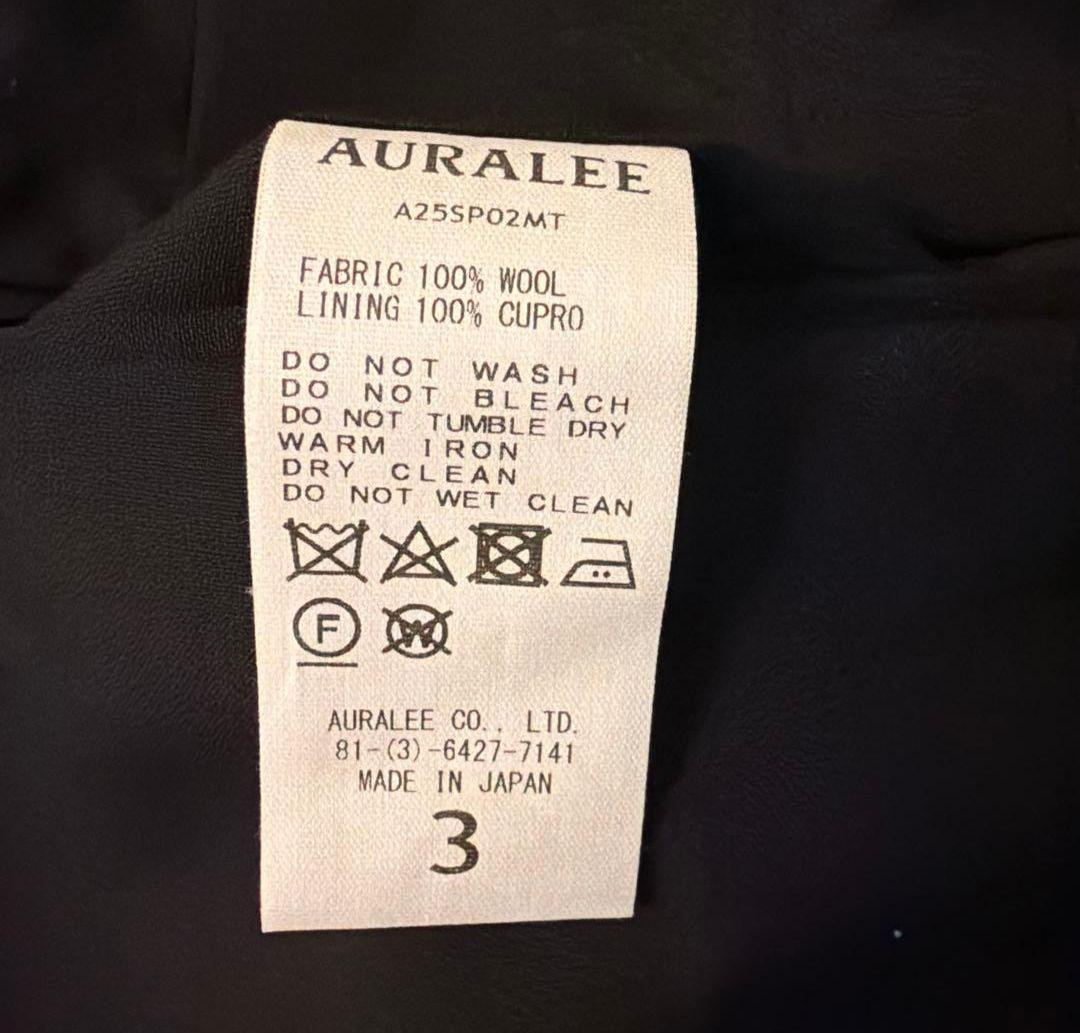 AURALEE
A25SP02MT
FABRIC 100% WOOL
LINING 100% CUPRO
DO NOT WASH
DO NOT BLEACH
DO NOT TUMBLE DRY
WARM IRON
DRY CLEAN
DO NOT WET CLEAN
F W
AURALEE CO., LTD.
81-(3)-6427-7141
MADE IN JAPAN
3